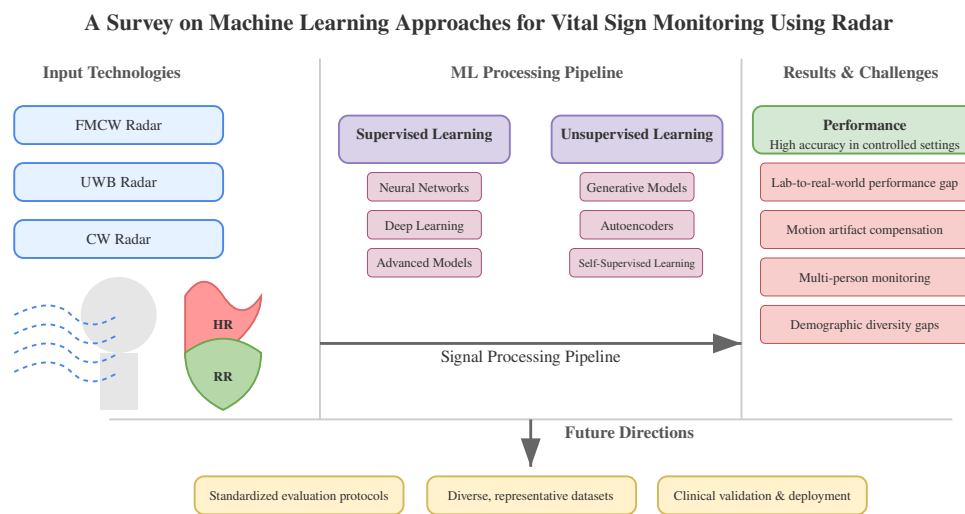 A Survey on Machine Learning Approaches for Vital Sign Monitoring Using Radar
Input Technologies
FMCW Radar
UWB Radar
CW Radar
HR
RR
ML Processing Pipeline
Supervised Learning
Neural Networks
Deep Learning
Advanced Models
Unsupervised Learning
Generative Models
Autoencoders
Self-Supervised Learning
Signal Processing Pipeline
Results & Challenges
Performance
High accuracy in controlled settings
Lab-to-real-world performance gap
Motion artifact compensation
Multi-person monitoring
Demographic diversity gaps
Future Directions
Standardized evaluation protocols
Diverse, representative datasets
Clinical validation & deployment